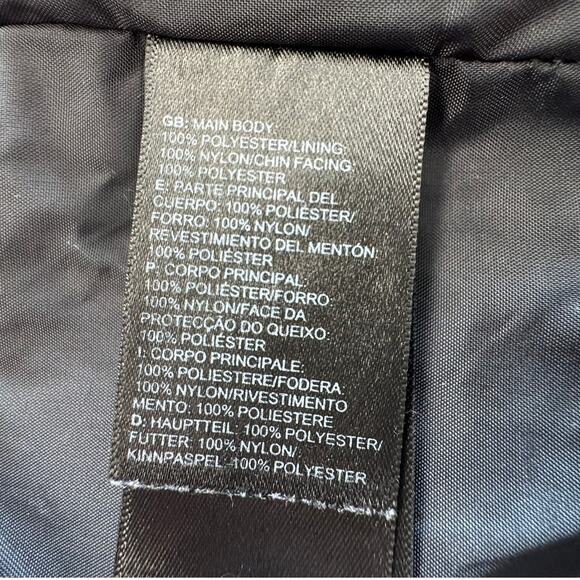 GB: MAIN BODY:
100% POLYESTER/LINING:
100% NYLON/CHIN FACING:
100% POLYESTER
E: PARTE PRINCIPAL DEL
CUERPO: 100% POLIÉSTER/
FORRO: 100% NYLON/
REVESTIMIENTO DEL MENTÓN:
100% POLIÉSTER
P: CORPO PRINCIPAL:
100% POLIÉSTER/FORRO:
100% NYLON/FACE DA
PROTECÇÃO DO QUEIXO:
100% POLIÉSTER
I: CORPO PRINCIPALE:
100% POLIESTERE/FODERA:
100% NYLON/RIVESTIMENTO
MENTO: 100% POLIESTERE
D: HAUPTTEIL: 100% POLYESTER/
FUTTER: 100% NYLON/
KINNPASPEL: 100% POLYESTER